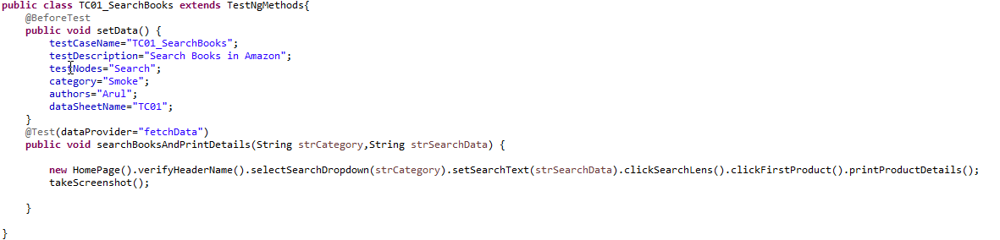 public class TC01_SearchBooks extends TestNgMethods{
@BeforeTest
public void setData() {
testCaseName="TC01_SearchBooks";
testDescription="Search Books in Amazon";
testNodes="Search";
category="Smoke";
authors="Arul";
dataSheetName="TC01";
}
@Test(dataProvider="fetchData")
public void searchBooksAndPrintDetails(String strCategory,String strSearchData) {
new HomePage().verifyHeaderName().selectSearchDropdown(strCategory).setSearchText(strSearchData).clickSearchLens().clickFirstProduct().printProductDetails();
takeScreenshot();
}
}